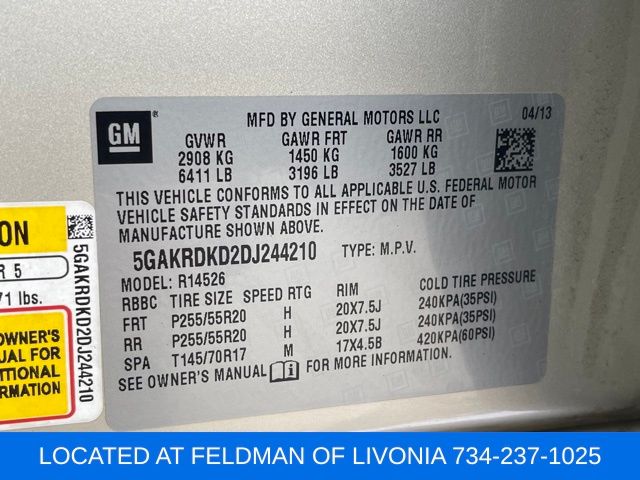 GM
®
MFD BY GENERAL MOTORS LLC 04/13
GVWR GAWR FRT GAWR RR
2908 KG 1450 KG 1600 KG
6411 LB 3196 LB 3527 LB
THIS VEHICLE CONFORMS TO ALL APPLICABLE U.S. FEDERAL MOTOR
VEHICLE SAFETY STANDARDS IN EFFECT ON THE DATE OF
MANUFACTURE SHOWN ABOVE.
5GAKRDKD2DJ244210 TYPE: M.P.V.
MODEL: R14526
RBBC TIRE SIZE SPEED RTG RIM COLD TIRE PRESSURE
FRT P255/55R20 H 20X7.5J 240KPA(35PSI)
RR P255/55R20 H 20X7.5J 240KPA(35PSI)
SPA T145/70R17 M 17X4.5B 420KPA(60PSI)
SEE OWNER'S MANUAL FOR MORE INFORMATION.
ON
R 5
71 lbs.
OWNER'S
UAL FOR
ITIONAL
RMATION
5GAKRDKD2DJ244210
LOCATED AT FELDMAN OF LIVONIA 734-237-1025